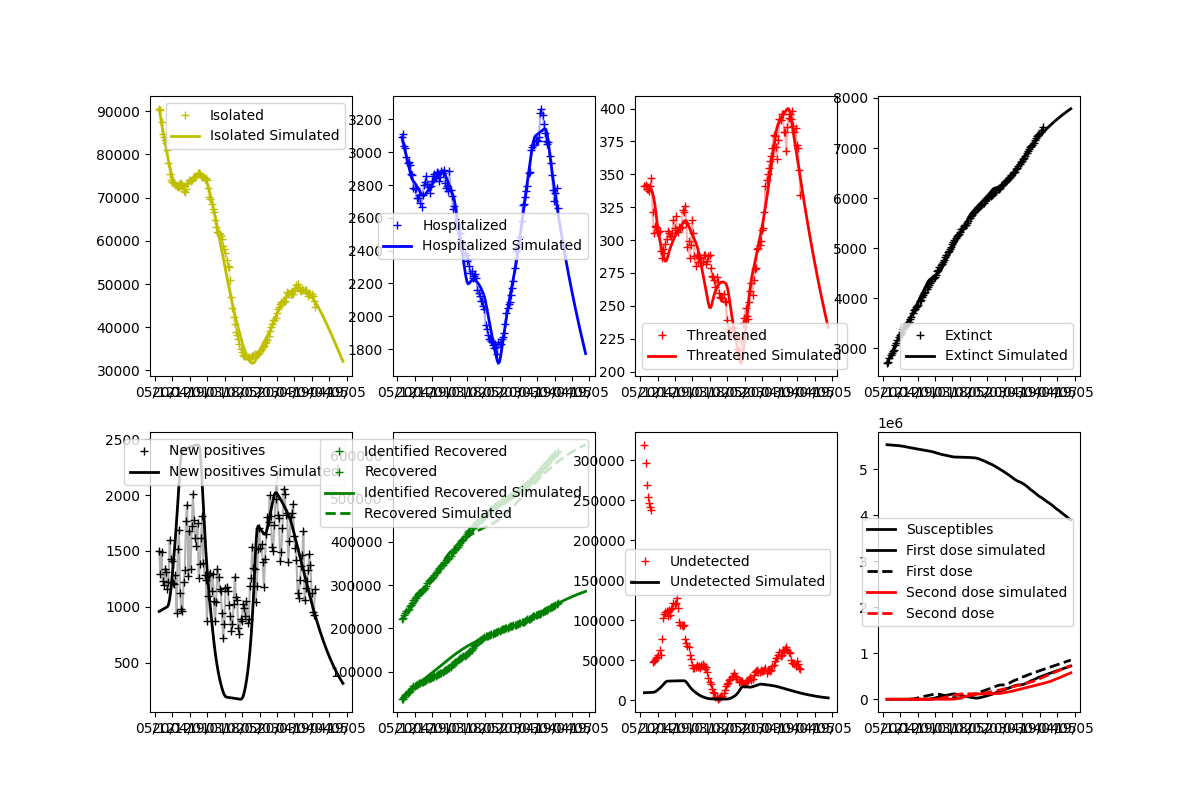 90000
80000
70000
60000
50000
40000
30000
Isolated
Isolated Simulated
3200
3000
2800
2600
2400
2200
2000
1800
Hospitalized
Hospitalized Simulated
400
375
350
325
300
275
250
225
200
Threatened
Threatened Simulated
8000
7000
6000
5000
4000
3000
Extinct
Extinct Simulated
2500
2000
1500
1000
500
New positives
New positives Simulated
600000
500000
400000
300000
200000
100000
Identified Recovered
Recovered
Identified Recovered Simulated
Recovered Simulated
300000
250000
200000
150000
100000
50000
0
Undetected
Undetected Simulated
1e6
5
4
3
2
1
0
Susceptibles
First dose simulated
First dose
Second dose simulated
Second dose